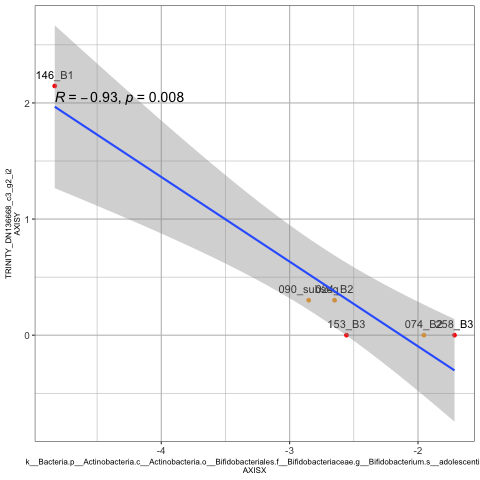 146_B1
R = −0.93, p = 0.008
2
1
0
TRINITY_DN136668_c3_g2_i2
AXISY
B2
153_B3
074_B2
258_B3
-4
-3
-2
k__Bacteria.p__Actinobacteria.c__Actinobacteria.o__Bifidobacteriales.f__Bifidobacteriaceae.g__Bifidobacterium.s__adolescenti
AXISX